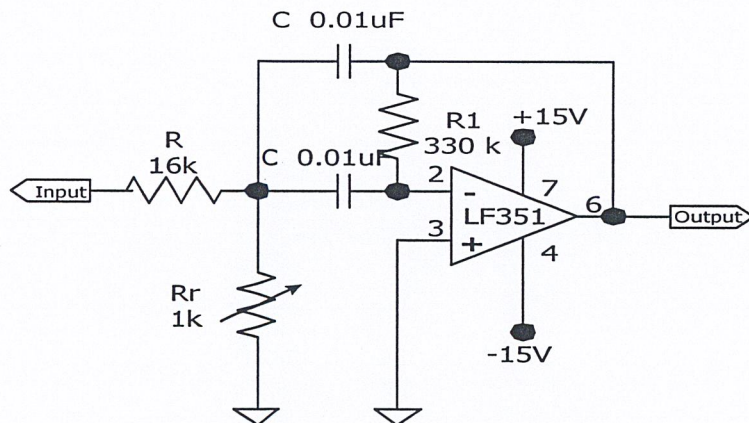 C 0.01uF
R1
330 k
+15V
R
16k
C 0.01uF
Input
2
-
7
LF351
6
Output
3
+
4
Rr
1k
-15V